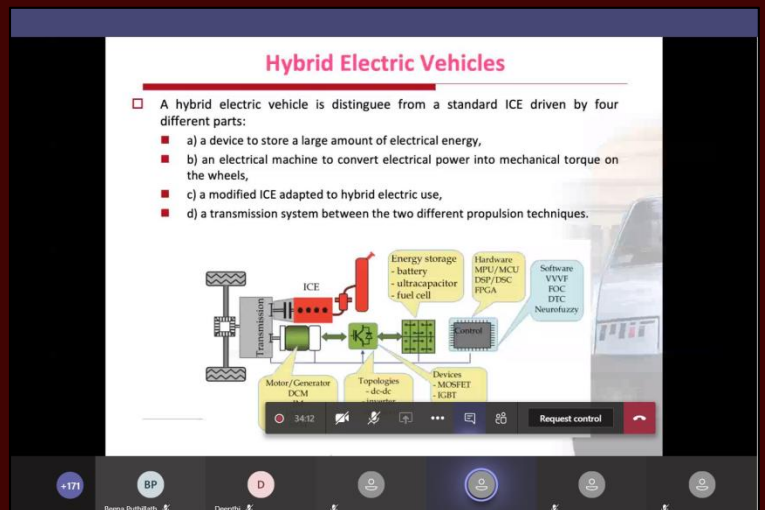 Hybrid Electric Vehicles
A hybrid electric vehicle is distinguee from a standard ICE driven by four
different parts:
a) a device to store a large amount of electrical energy,
b) an electrical machine to convert electrical power into mechanical torque on
the wheels,
c) a modified ICE adapted to hybrid electric use,
d) a transmission system between the two different propulsion techniques.
Energy storage
- battery
- ultracapacitor
- fuel cell
Hardware
MPU/MCU
DSP/DSC
FPGA
Software
VVVF
FOC
DTC
Neurofuzzy
ICE
Transmission
Control
Motor/Generator
DCM
Topologies
- dc-dc
- inverter
Devices
- MOSFET
- IGBT
34:12
Request control
+171
BP
D
Beena Puthillath
Deepthi